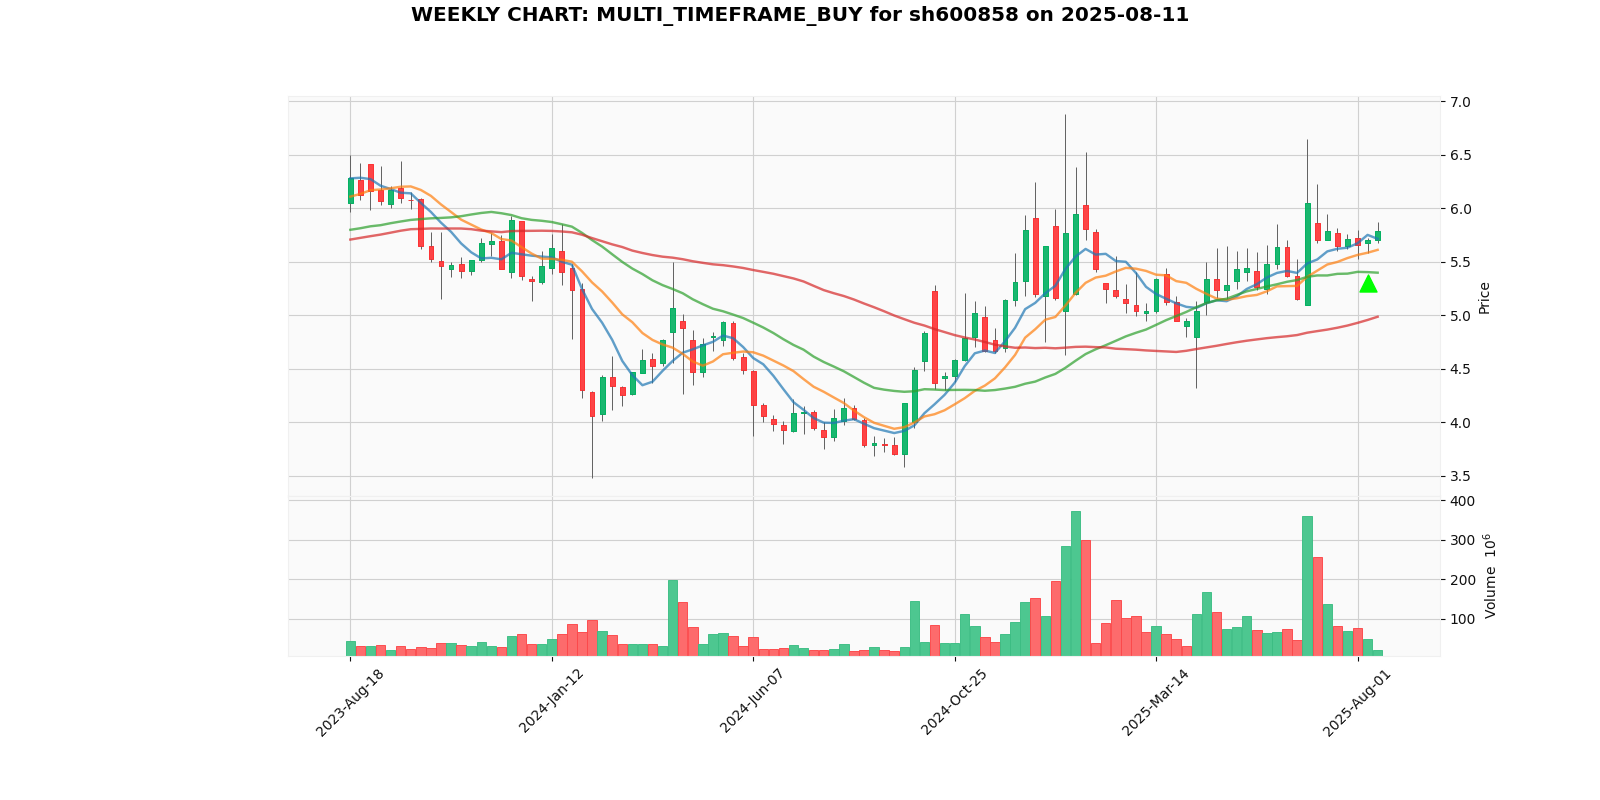 WEEKLY CHART: MULTI_TIMEFRAME_BUY for sh600858 on 2025-08-11
7.0
6.5
6.0
5.5
5.0
4.5
4.0
3.5
Price
400
300
200
100
Volume 10^6
2023-Aug-18
2024-Jan-12
2024-Jun-07
2024-Oct-25
2025-Mar-14
2025-Aug-01